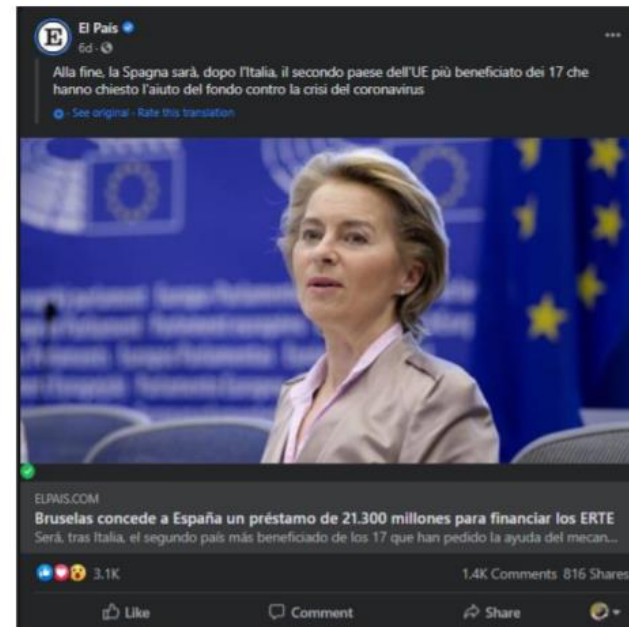 El País
6d
Alla fine, la Spagna sarà, dopo l'Italia, il secondo paese dell'UE più beneficiato dei 17 che
hanno chiesto l'aiuto del fondo contro la crisi del coronavirus
· See original · Rate this translation
ELPAIS.COM
Bruselas concede a España un préstamo de 21.300 millones para financiar los ERTE
Será, tras Italia, el segundo país más beneficiado de los 17 que han pedido la ayuda del mecan...
3.1K
1.4K Comments 816 Shares
Like
Comment
Share